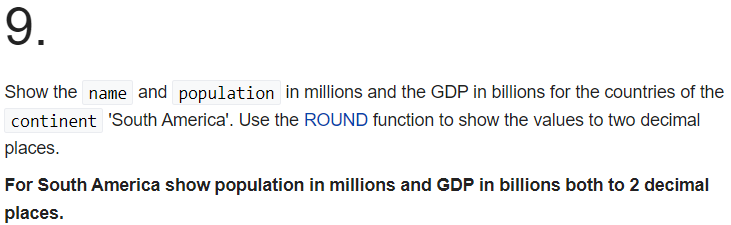 9.
Show the name and population in millions and the GDP in billions for the countries of the
continent 'South America'. Use the ROUND function to show the values to two decimal
places.
For South America show population in millions and GDP in billions both to 2 decimal
places.